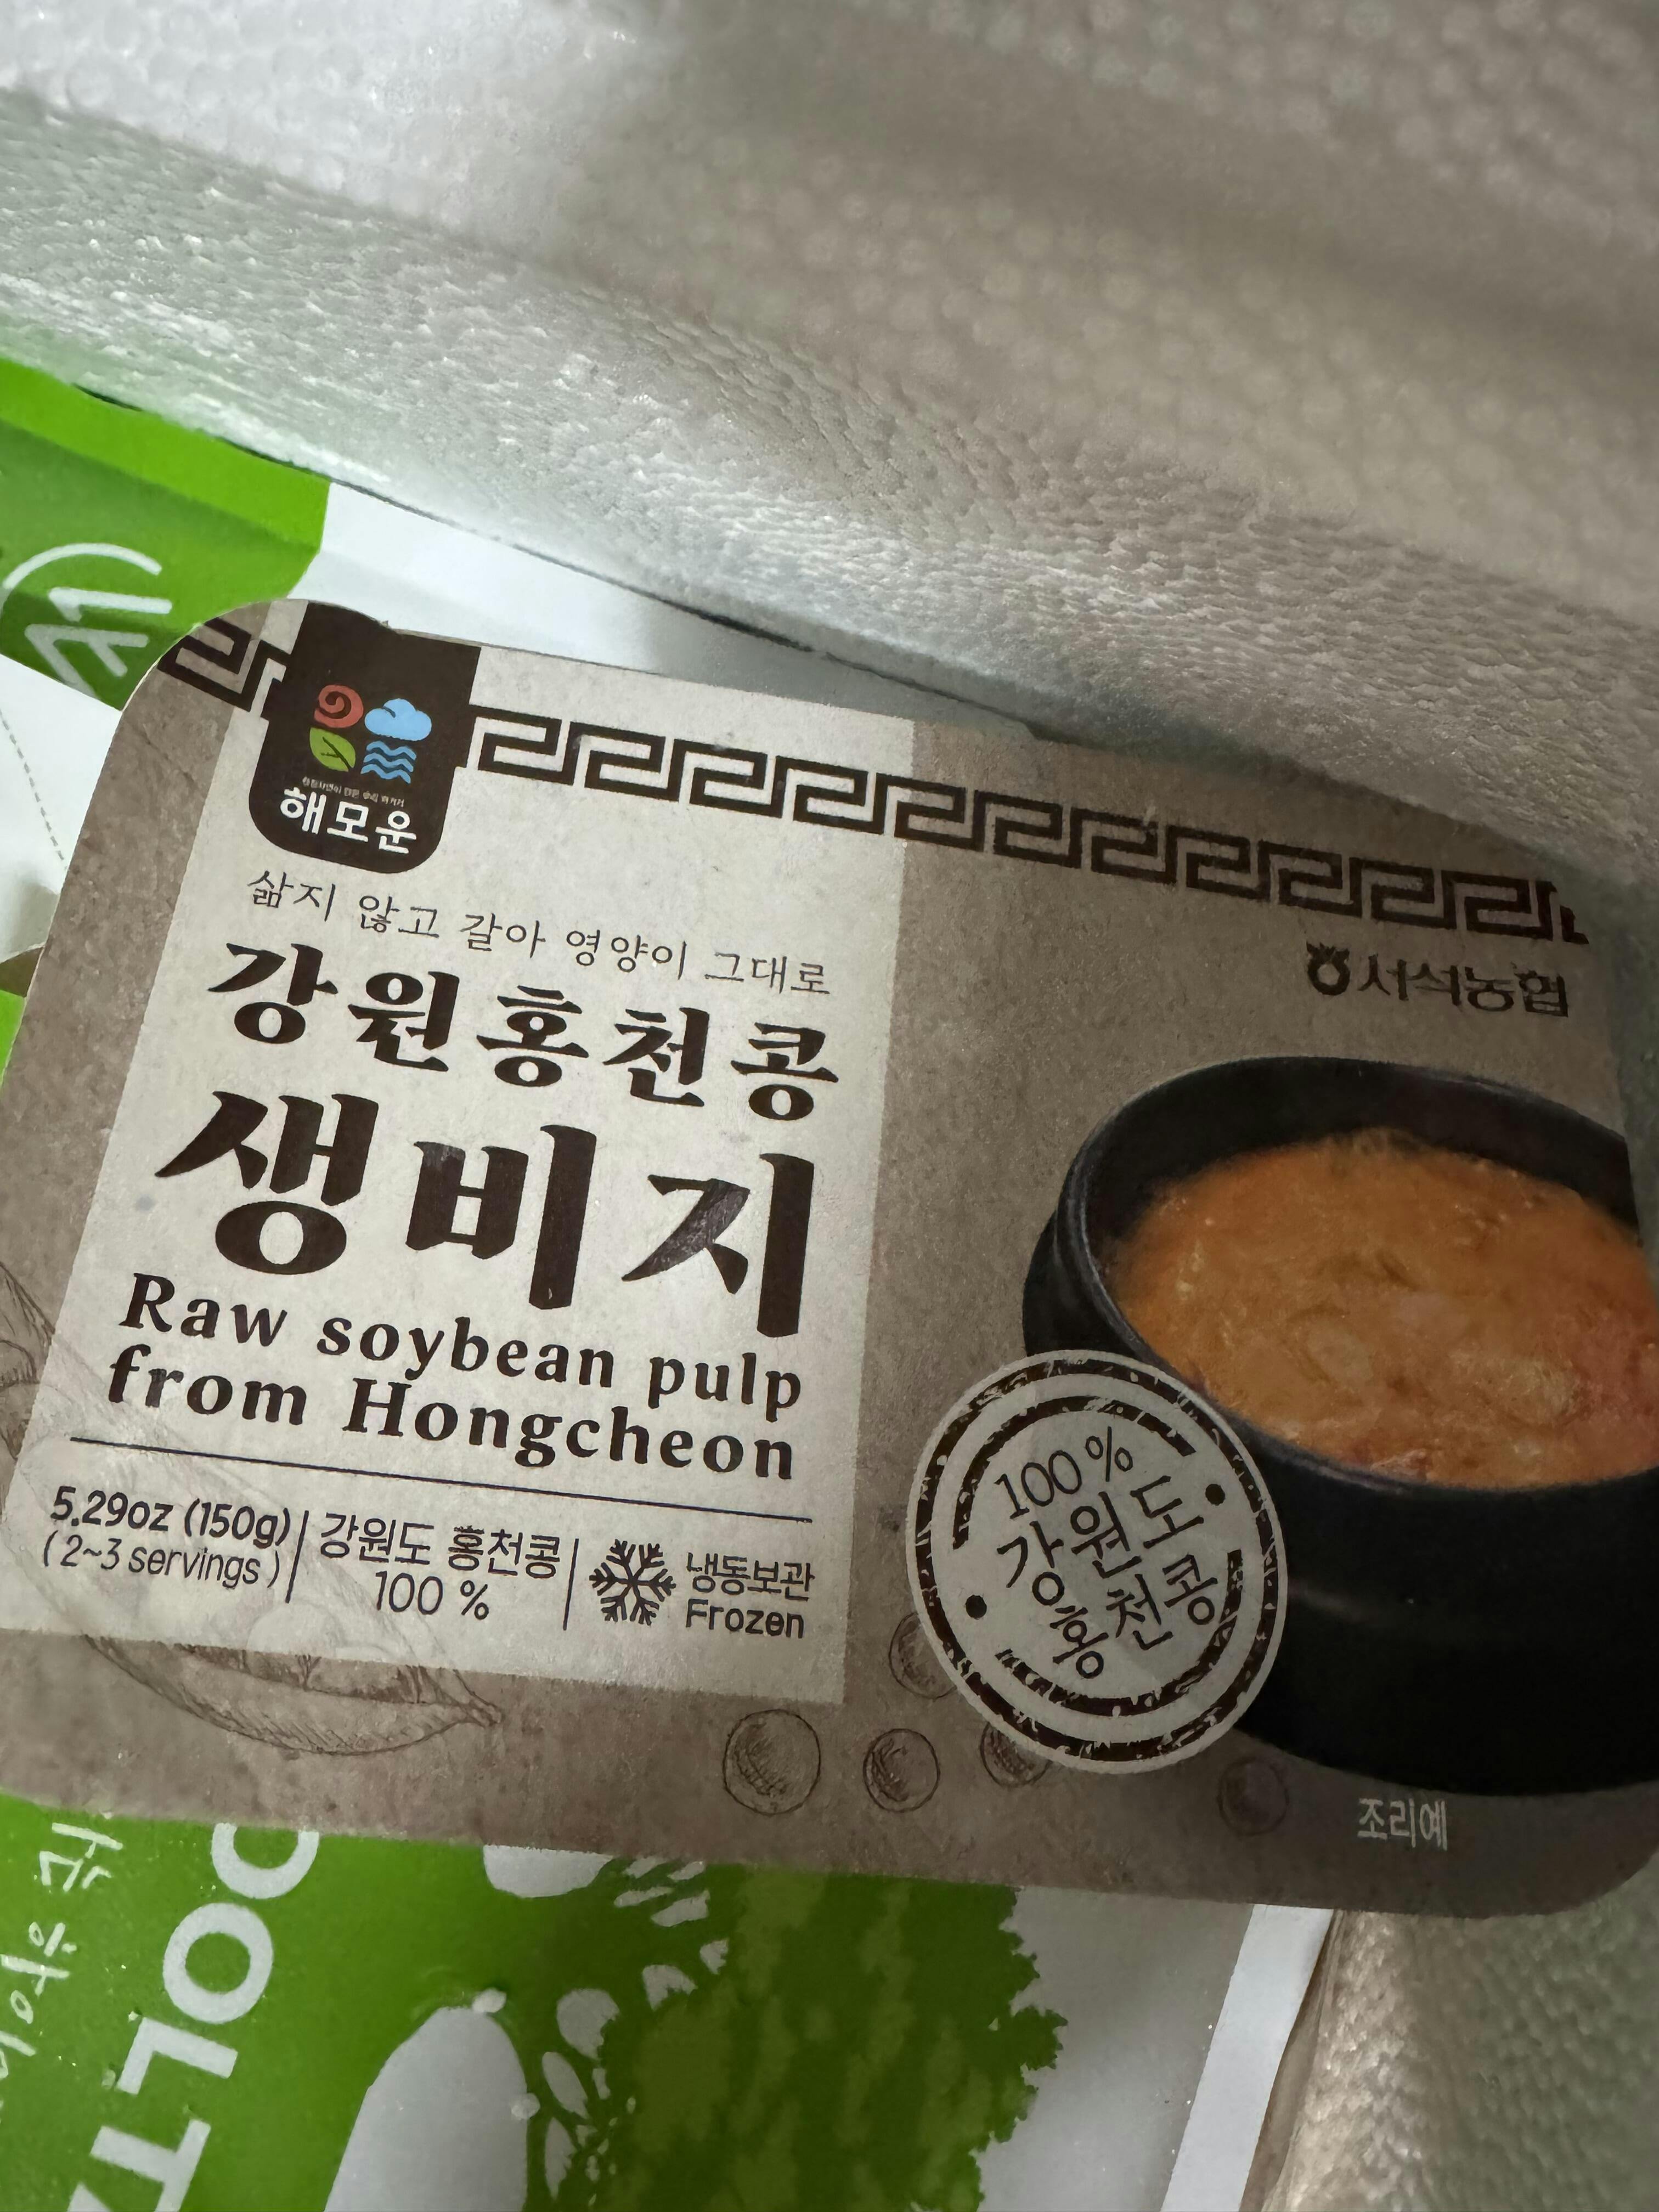 해모운
삶지 않고 갈아 영양이 그대로
강원홍천콩
생비지
Raw soybean pulp
from Hongcheon
5.29oz (150g)
( 2~3 servings )
강원도 홍천콩
100 %
냉동보관
Frozen
서석농협
100%
강원도
홍천콩
조리예